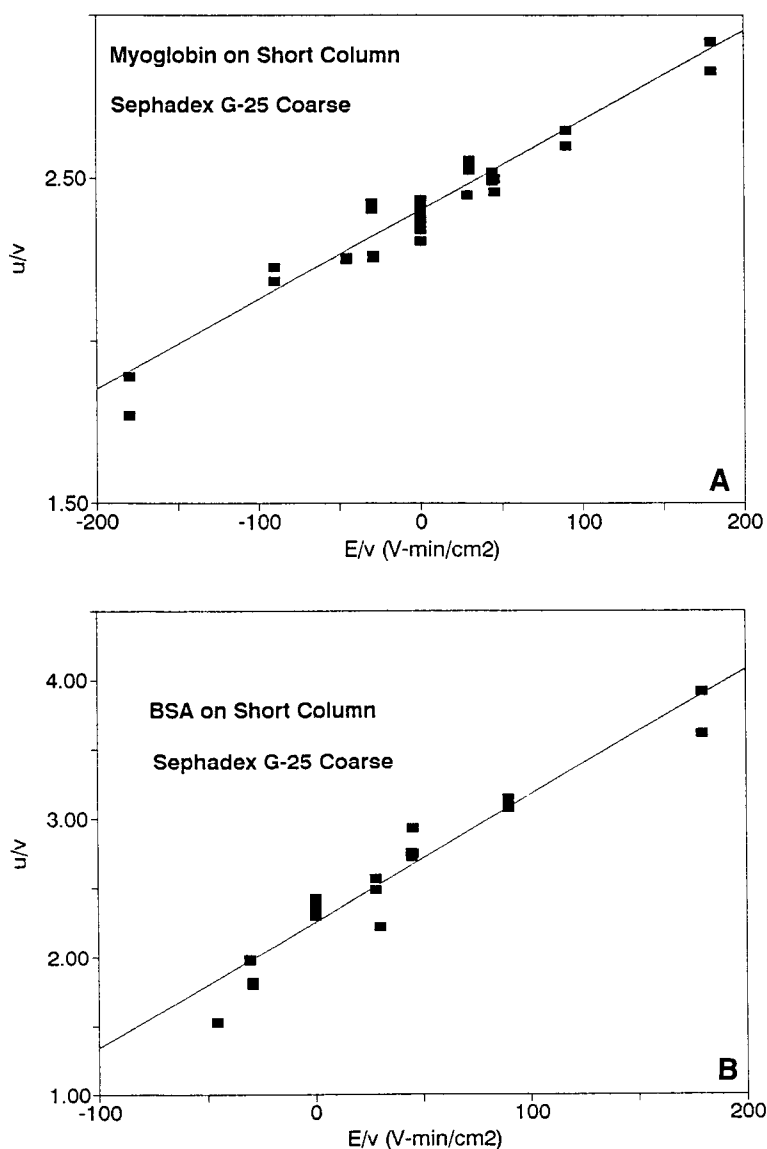 Myoglobin on Short Column
Sephadex G-25 Coarse
2.50
u/v
1.50
A
-200
-100
0
100
200
E/v (V-min/cm2)
4.00
BSA on Short Column
Sephadex G-25 Coarse
3.00
u/v
2.00
1.00
B
-100
0
100
200
E/v (V-min/cm2)